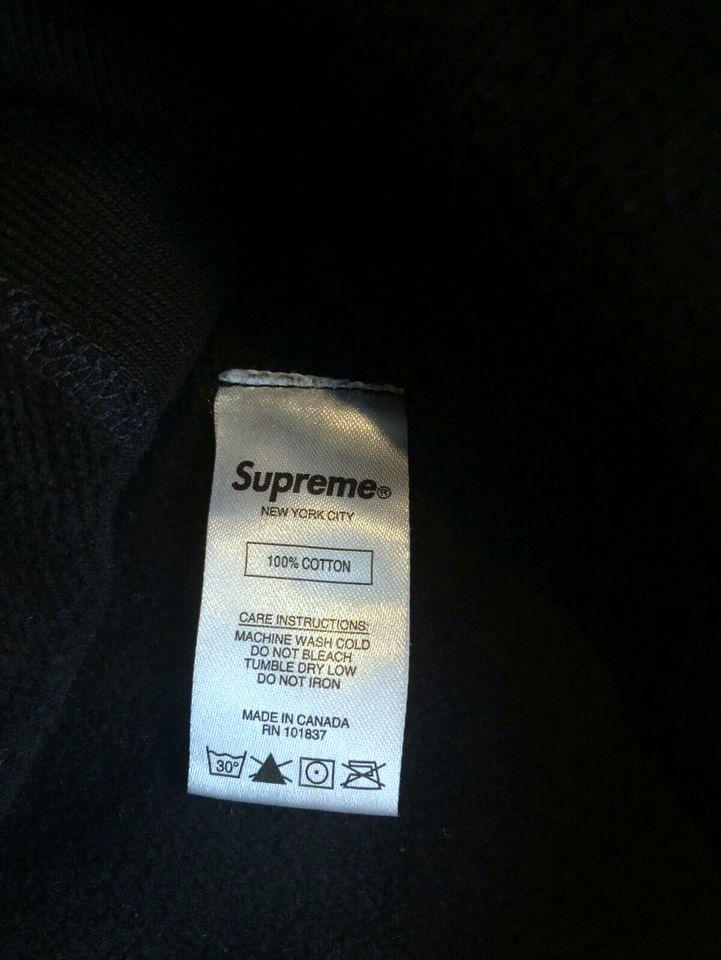 Supreme®
NEW YORK CITY
100% COTTON
CARE INSTRUCTIONS:
MACHINE WASH COLD
DO NOT BLEACH
TUMBLE DRY LOW
DO NOT IRON
MADE IN CANADA
RN 101837
30°